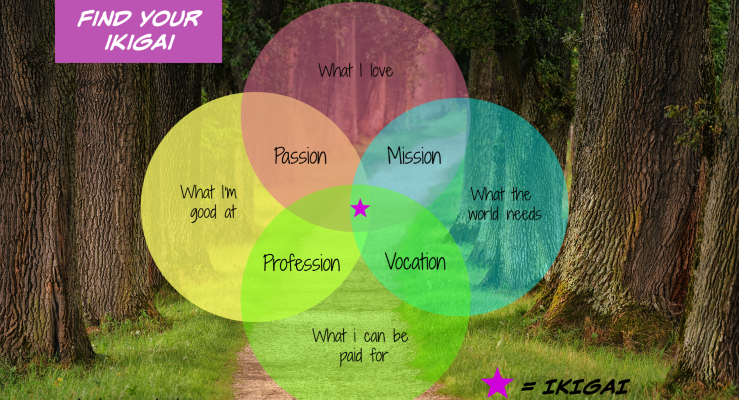 FIND YOUR
IKIGAI
What I love
Passion
Mission
What I'm
good at
What the
world needs
Profession
Vocation
What i can be
paid for
= IKIGAI